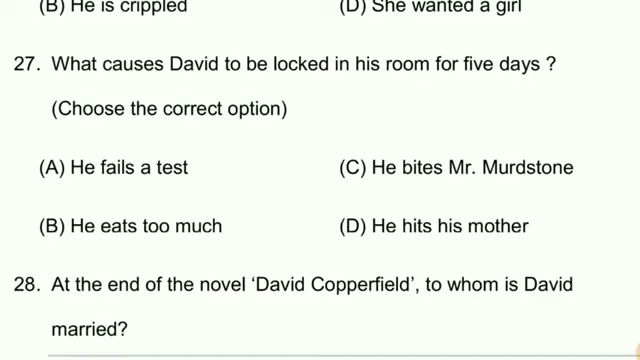 (B) He is crippled (D) She wanted a girl
27. What causes David to be locked in his room for five days ?
(Choose the correct option)
(A) He fails a test (C) He bites Mr. Murdstone
(B) He eats too much (D) He hits his mother
28. At the end of the novel ‘David Copperfield’, to whom is David
married?